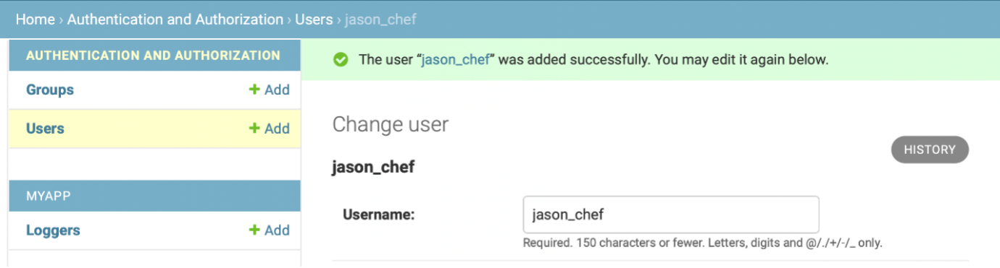 Home › Authentication and Authorization › Users › jason_chef
AUTHENTICATION AND AUTHORIZATION
Groups + Add
Users + Add
MYAPP
Loggers + Add
The user “jason_chef” was added successfully. You may edit it again below.
Change user
HISTORY
jason_chef
Username: jason_chef
Required. 150 characters or fewer. Letters, digits and @/./+/-/_ only.